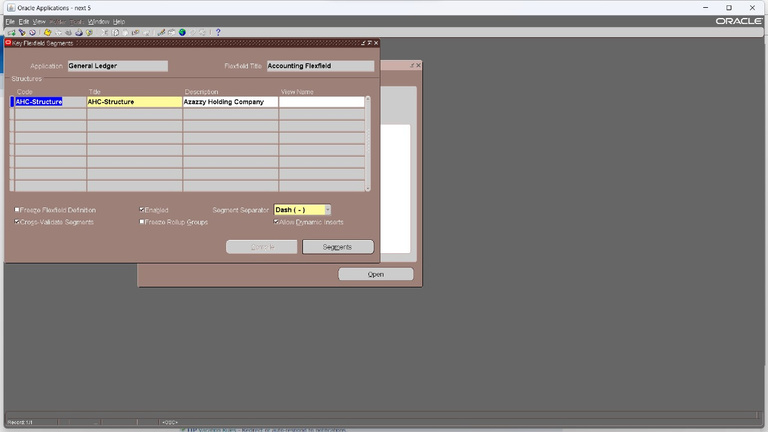 Oracle Applications - next 5
File Edit View Window Help
ORACLE
Key Flexfield Segments
Application General Ledger
Flexfield Title Accounting Flexfield
Structures
Code Title Description View Name
AHC-Structure AHC-Structure Azazzy Holding Company
Freeze Flexfield Definition Enabled Segment Separator Dash ( - )
Cross-Validate Segments Freeze Rollup Groups Allow Dynamic Inserts
Segments
Open
Record: 1/1 <OSC>